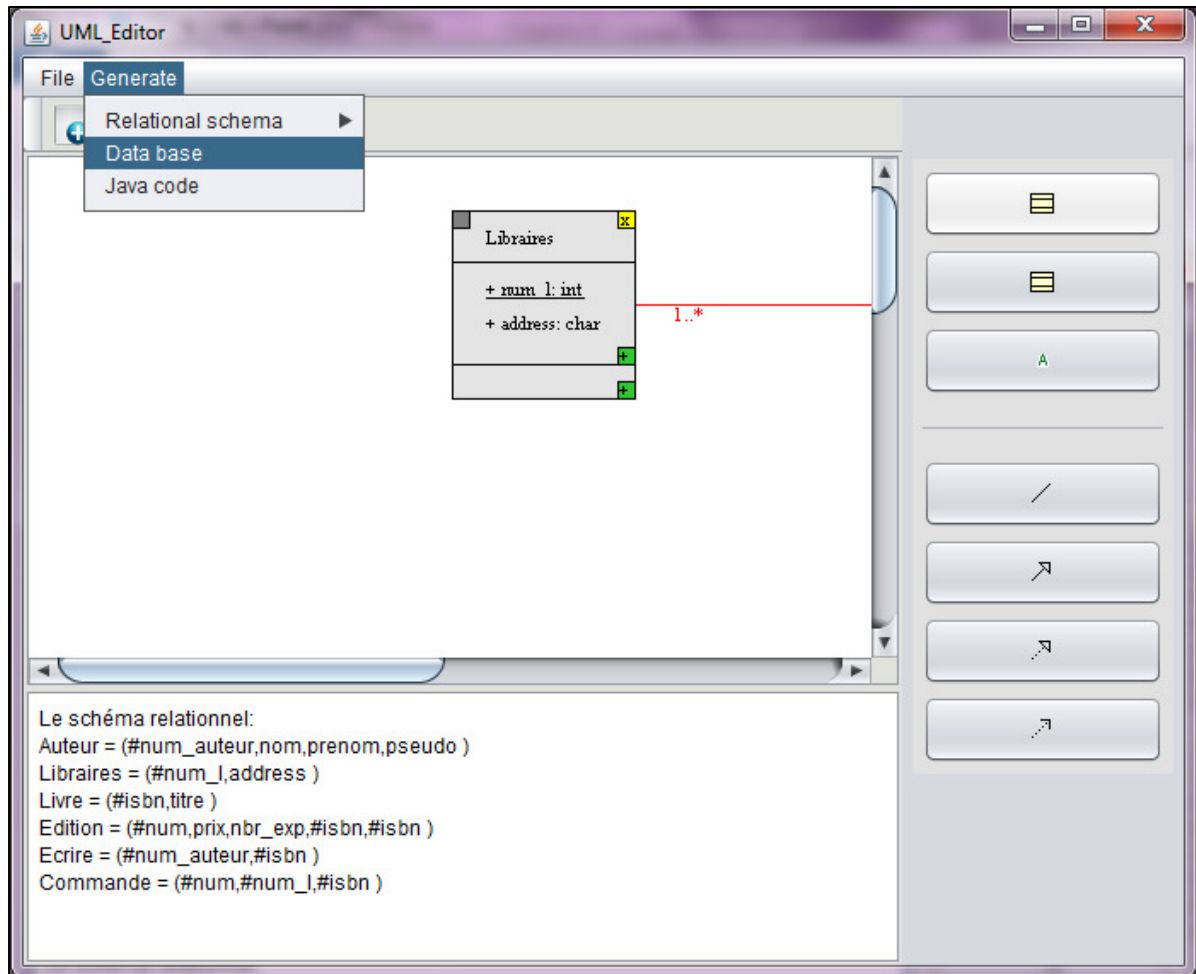 UML_Editor
File Generate
Relational schema
Data base
Java code
Libraires
x
+ num_l: int
+ address: char
+
+
1..*
A
Le schéma relationnel:
Auteur = (#num_auteur,nom,prenom,pseudo )
Libraires = (#num_l,address )
Livre = (#isbn,titre )
Edition = (#num,prix,nbr_exp,#isbn,#isbn )
Ecrire = (#num_auteur,#isbn )
Commande = (#num,#num_l,#isbn )